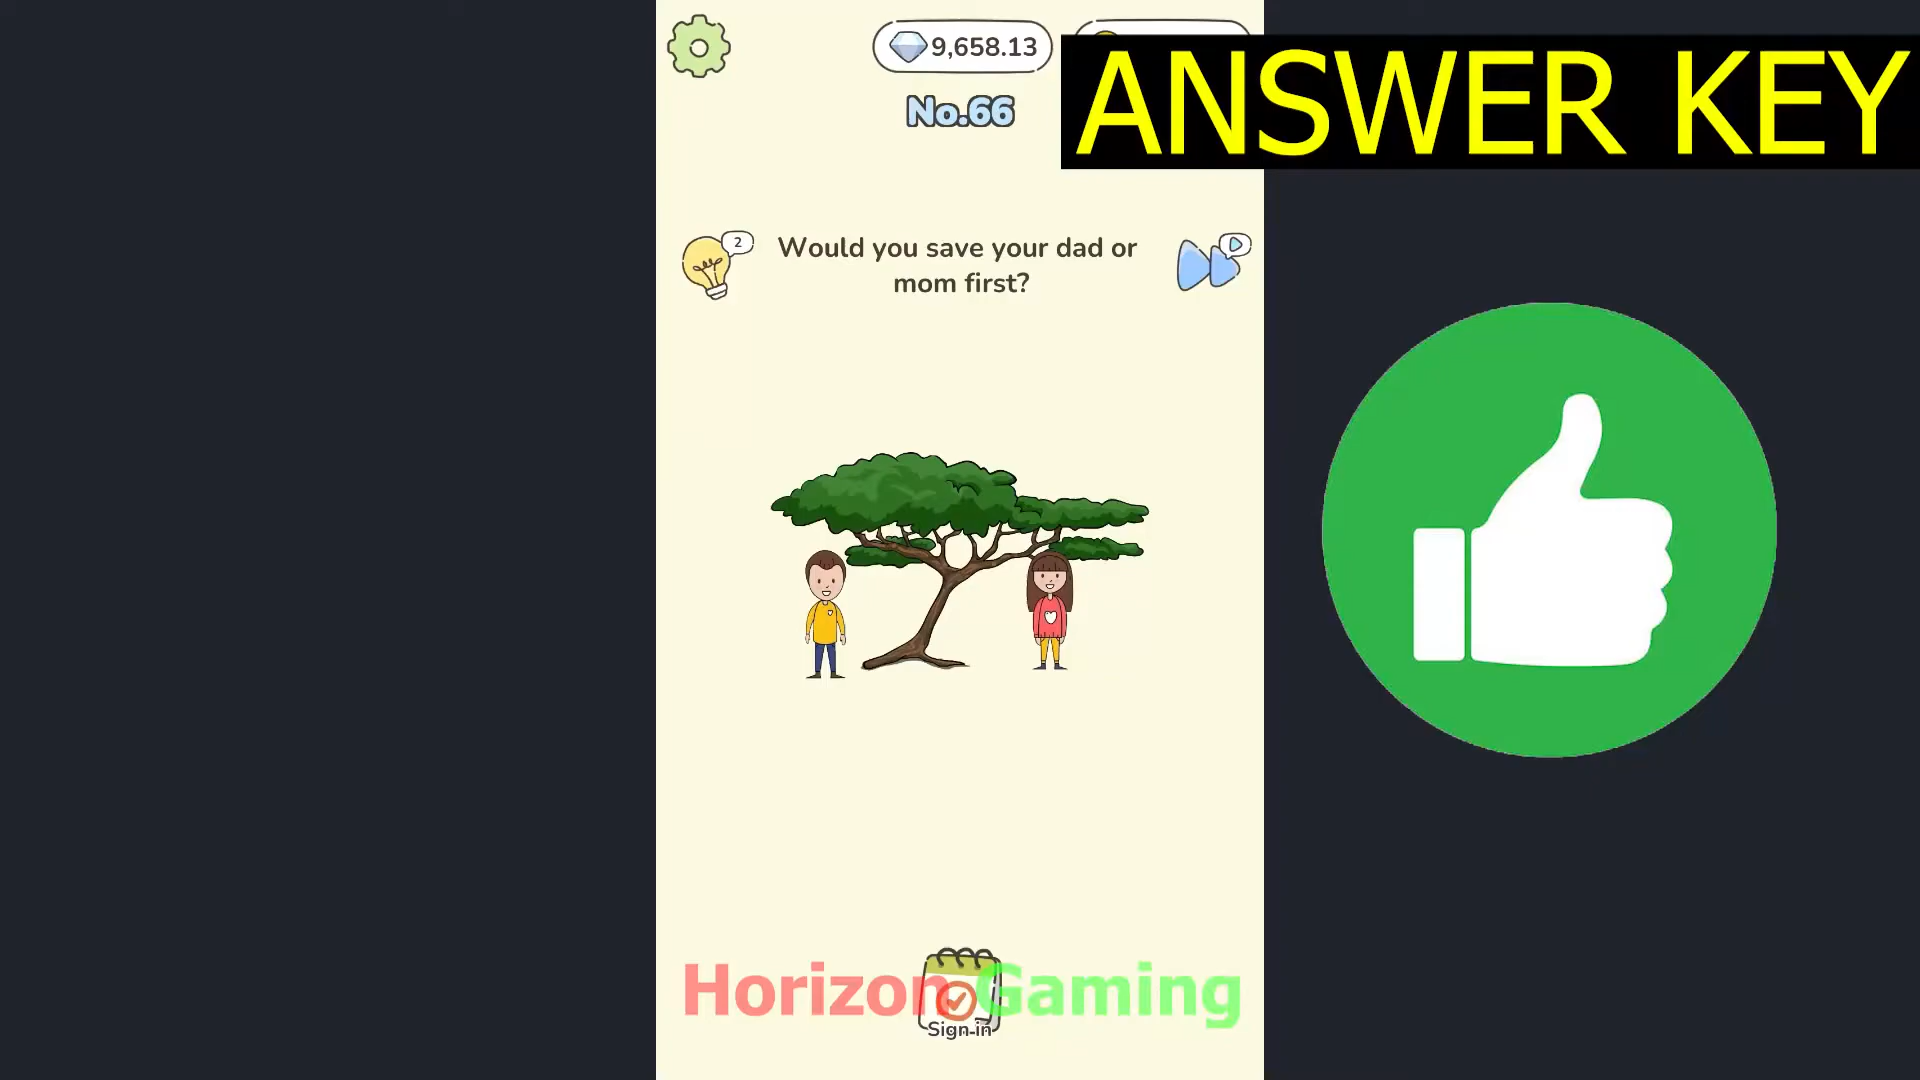 9,658.13
No.66
ANSWER KEY
2
Would you save your dad or
mom first?
Horizon Gaming
Sign-in